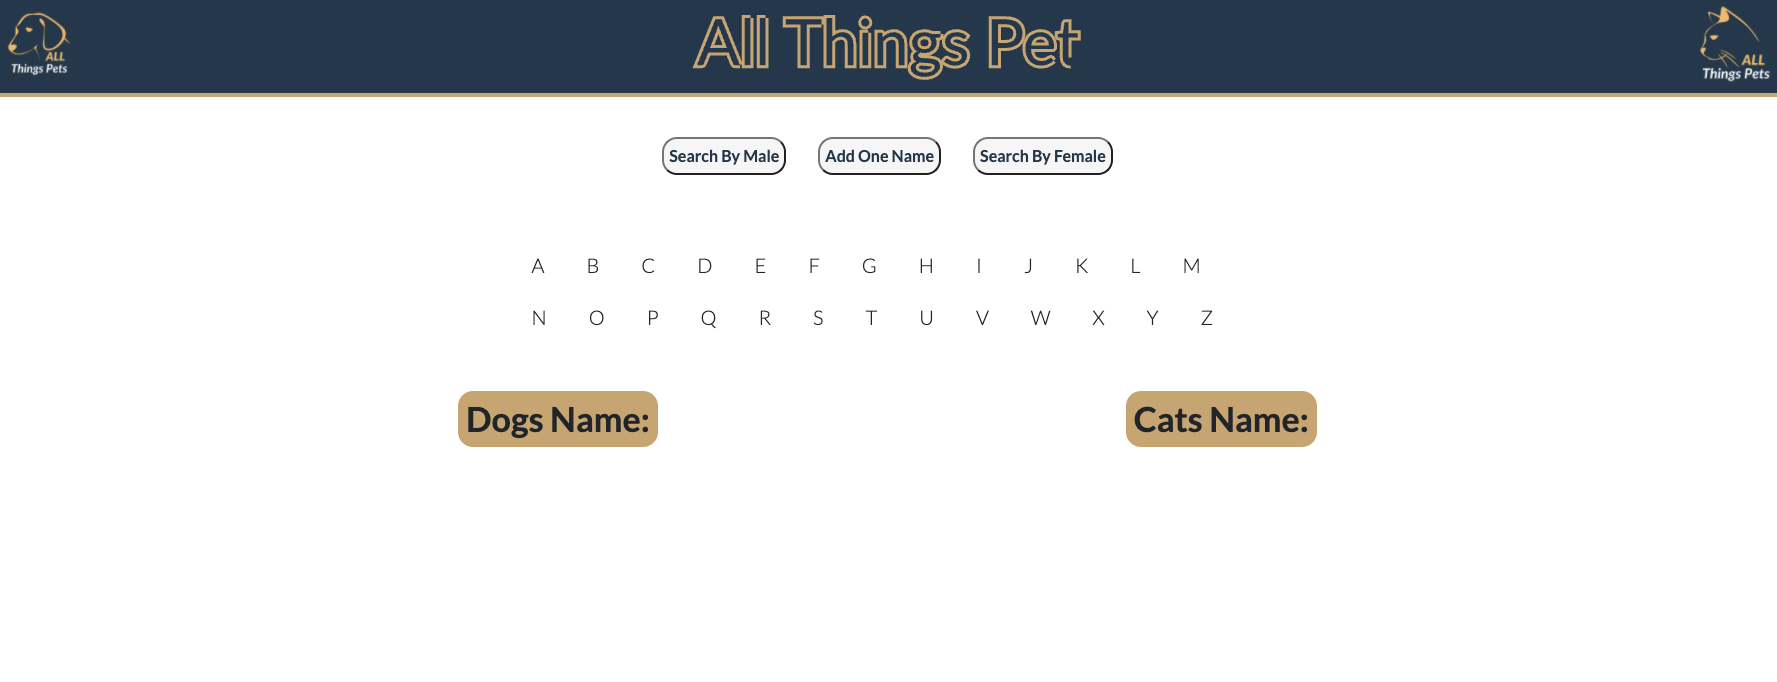 All Things Pet
ALL
Things Pets
ALL
Things Pets
Search By Male
Add One Name
Search By Female
A B C D E F G H I J K L M
N O P Q R S T U V W X Y Z
Dogs Name:
Cats Name: